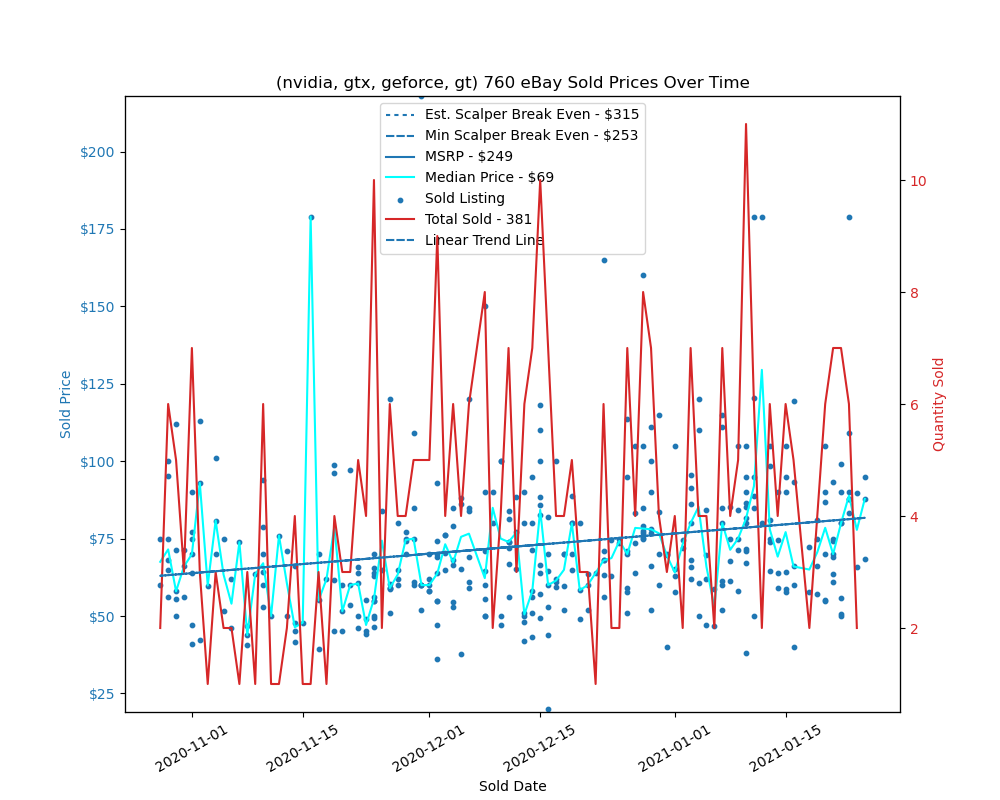 (nvidia, gtx, geforce, gt) 760 eBay Sold Prices Over Time
Est. Scalper Break Even - $315
Min Scalper Break Even - $253
MSRP - $249
Median Price - $69
Sold Listing
Total Sold - 381
Linear Trend Line
Sold Price
$200
$175
$150
$125
$100
$75
$50
$25
Quantity Sold
10
8
6
4
2
2020-11-01
2020-11-15
2020-12-01
2020-12-15
2021-01-01
2021-01-15
Sold Date